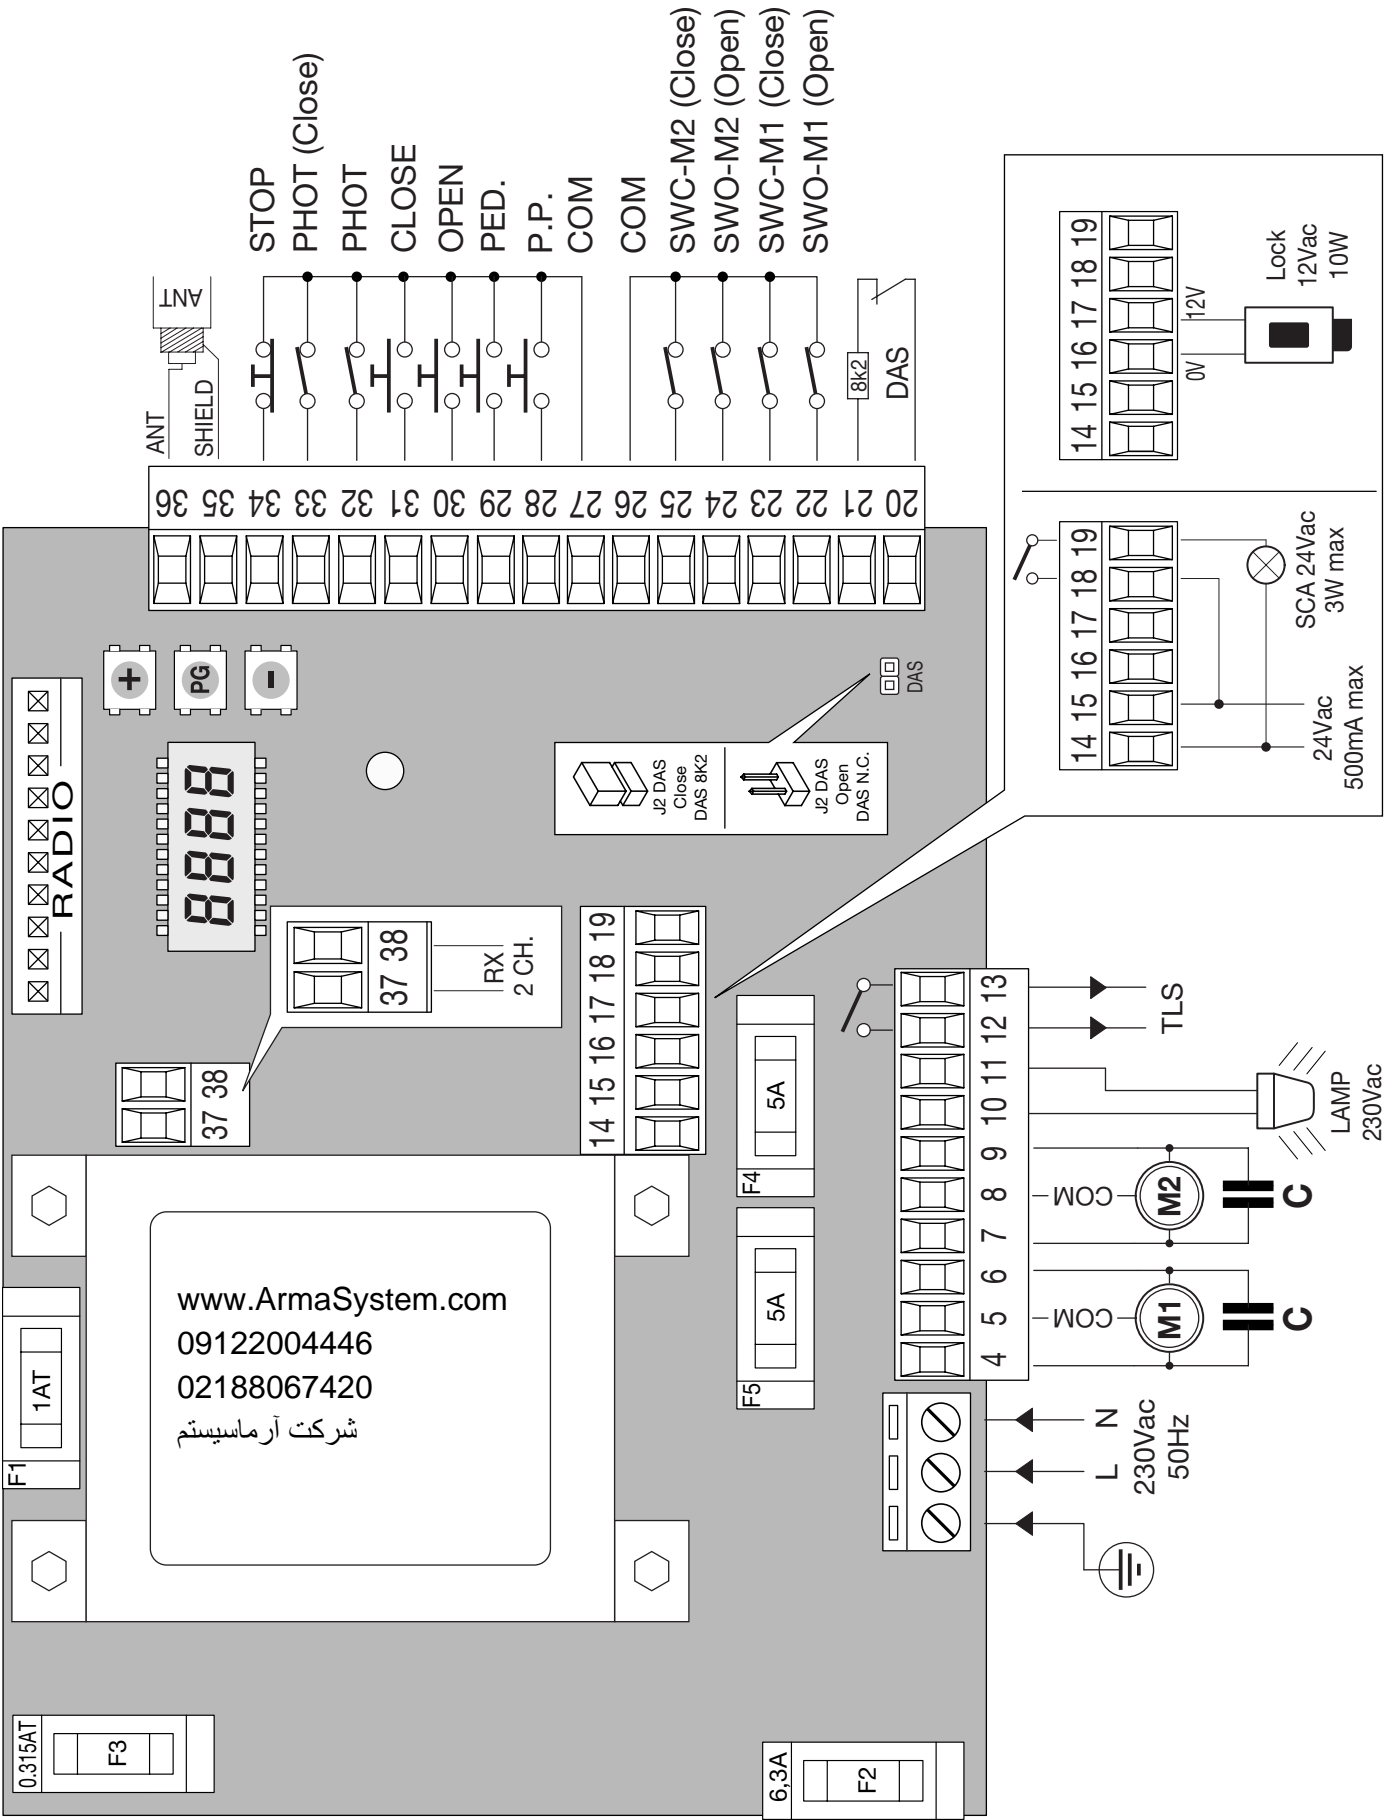 ANT
SHIELD
ANT
STOP
PHOT (Close)
PHOT
CLOSE
OPEN
PED.
P.P.
COM
COM
SWC-M2 (Close)
SWO-M2 (Open)
SWC-M1 (Close)
SWO-M1 (Open)
8k2
DAS
36 35 34 33 32 31 30 29 28 27 26 25 24 23 22 21 20
RADIO
+
PG
-
8888
DAS
J2 DAS
Close
DAS 8K2
J2 DAS
Open
DAS N.C.
37 38
37 38
RX
2 CH.
14 15 16 17 18 19
14 15 16 17 18 19
0V
12V
Lock
12Vac
10W
14 15 16 17 18 19
24Vac
500mA max
SCA 24Vac
3W max
F1
1AT
www.ArmaSystem.com
09122004446
02188067420
شرکت آرماسیستم
F4
5A
F5
5A
0.315AT
F3
6,3A
F2
4 5 6 7 8 9 10 11 12 13
COM
M1
C
COM
M2
C
LAMP
230Vac
TLS
L N
230Vac
50Hz